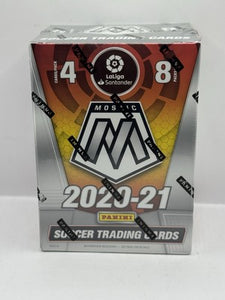 4
8
LaLiga
Santander
MOSAIC
2020-21
PANINI
SOCCER TRADING CARDS